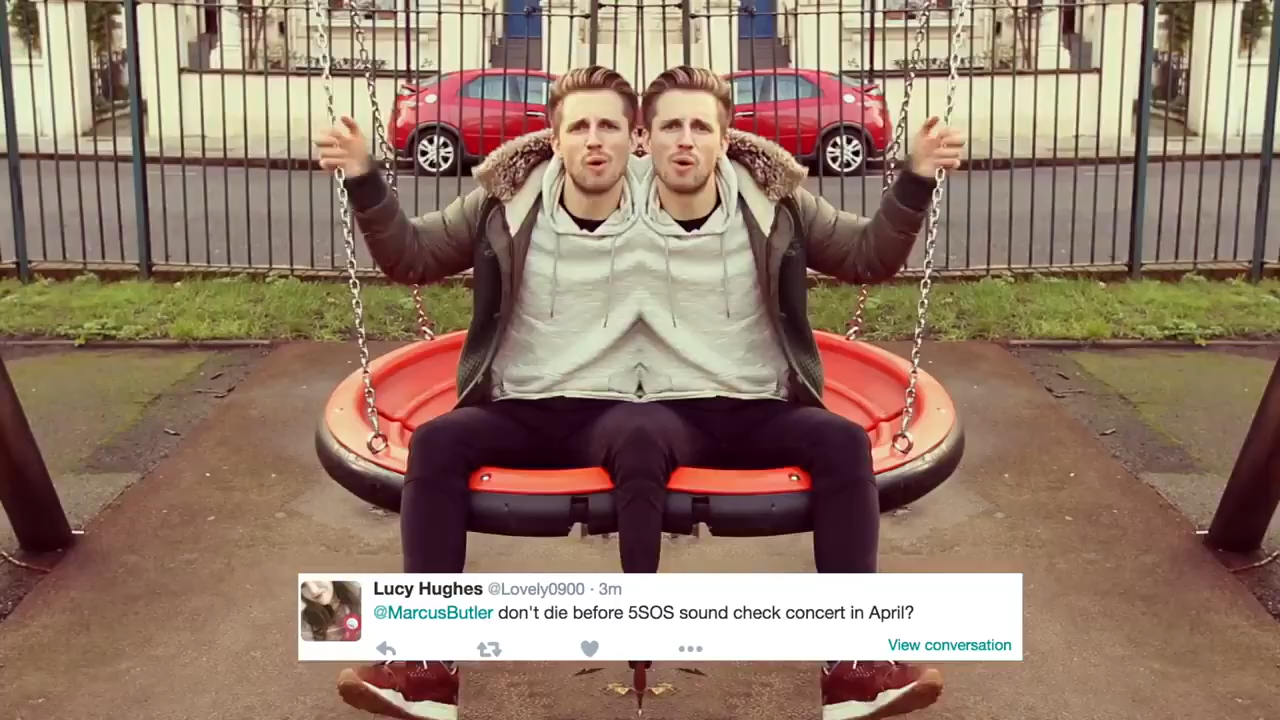 Lucy Hughes @Lovely0900 · 3m
@MarcusButler don't die before 5SOS sound check concert in April?
View conversation